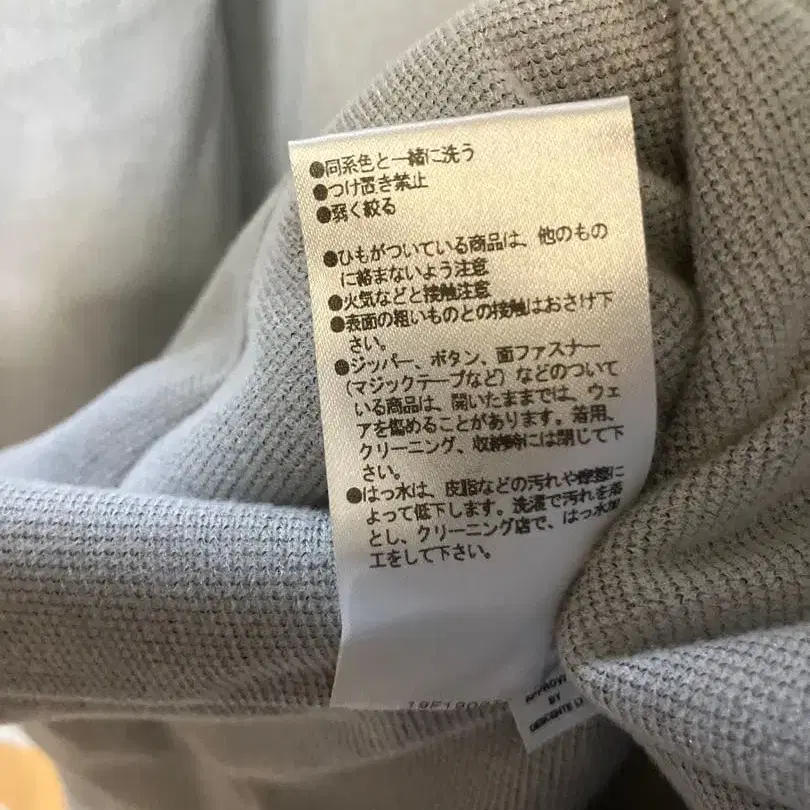 ●同系色と一緒に洗う
●つけ置き禁止
●弱く絞る
●ひもがついている商品は、他のもの
に絡まないよう注意
●火気などと接触注意
●表面の粗いものとの接触はおさけ下
さい。
●ジッパー、ボタン、面ファスナー
(マジックテープなど)などのついて
いる商品は、開いたままでは、ウェ
アを傷めることがあります。着用、
クリーニング、収納時には閉じて下
さい。
●はっ水は、皮脂などの汚れや摩擦に
よって低下します。洗濯で汚れを落
とし、クリーニング店で、はっ水加
工をして下さい。
BY
DESCENTE